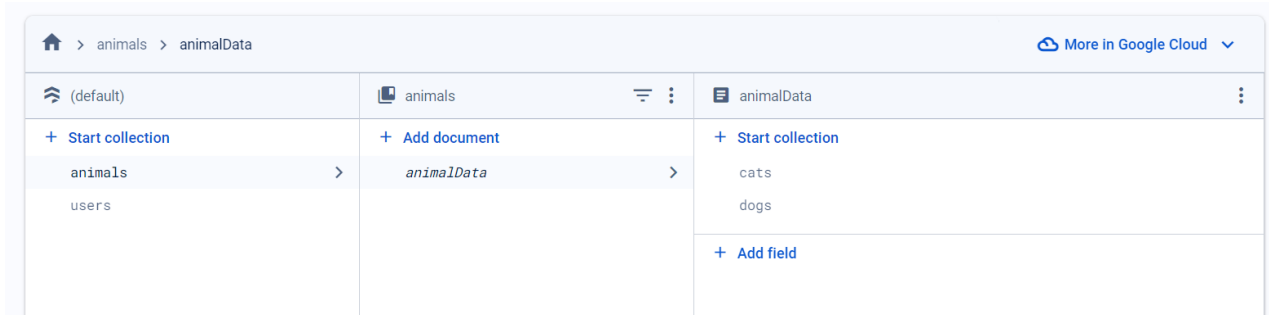 animals > animalData
More in Google Cloud
(default)
animals
animalData
+ Start collection
+ Add document
+ Start collection
animals
animalData
cats
users
dogs
+ Add field